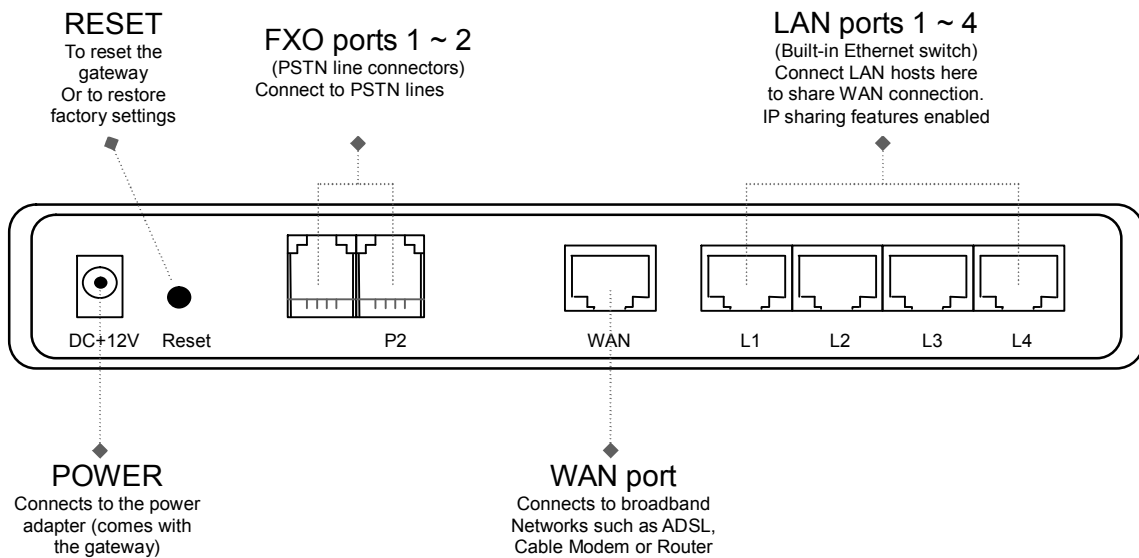 RESET
To reset the
gateway
Or to restore
factory settings
FXO ports 1 ~ 2
(PSTN line connectors)
Connect to PSTN lines
LAN ports 1 ~ 4
(Built-in Ethernet switch)
Connect LAN hosts here
to share WAN connection.
IP sharing features enabled
DC+12V
Reset
P2
WAN
L1
L2
L3
L4
POWER
Connects to the power
adapter (comes with
the gateway)
WAN port
Connects to broadband
Networks such as ADSL,
Cable Modem or Router